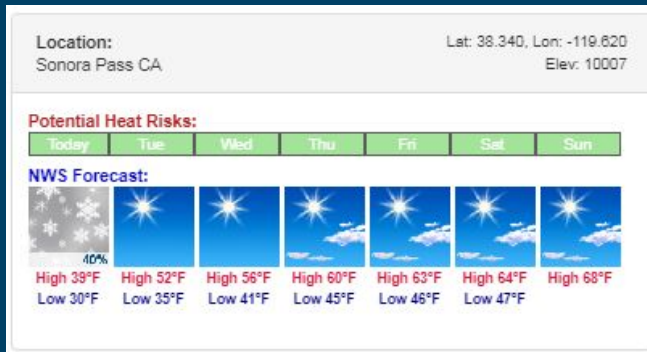 Location:
Sonora Pass CA
Lat: 38.340, Lon: -119.620
Elev: 10007
Potential Heat Risks:
Today Tue Wed Thu Fri Sat Sun
NWS Forecast:
40%
High 39°F High 52°F High 56°F High 60°F High 63°F High 64°F High 68°F
Low 30°F Low 35°F Low 41°F Low 45°F Low 46°F Low 47°F